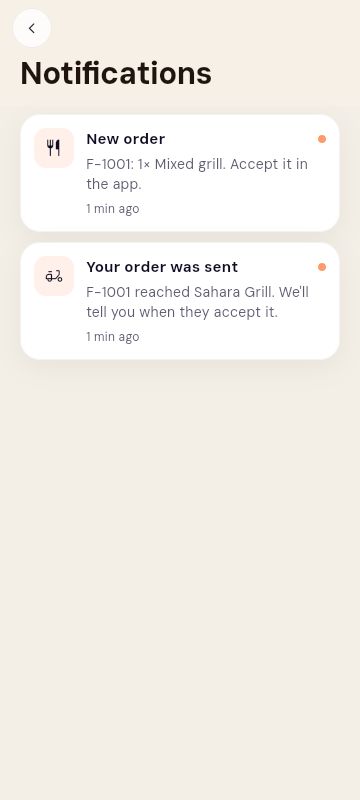 Notifications
New order
F-1001: 1× Mixed grill. Accept it in
the app.
1 min ago
Your order was sent
F-1001 reached Sahara Grill. We'll
tell you when they accept it.
1 min ago